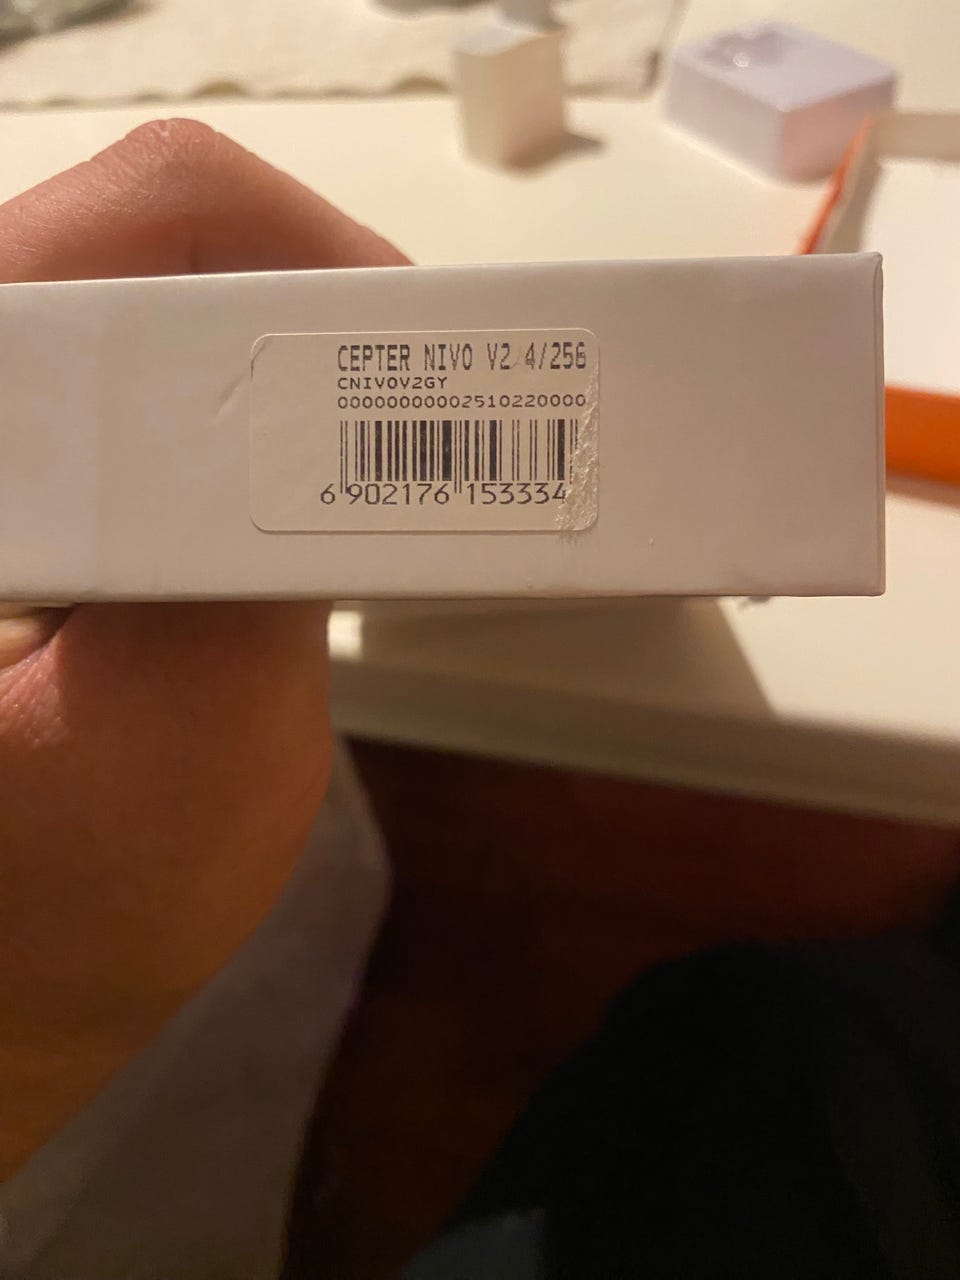 CEPTER NIVO V2 4/256
CNIVOV2GY
00000000002510220000
6 902176 153334